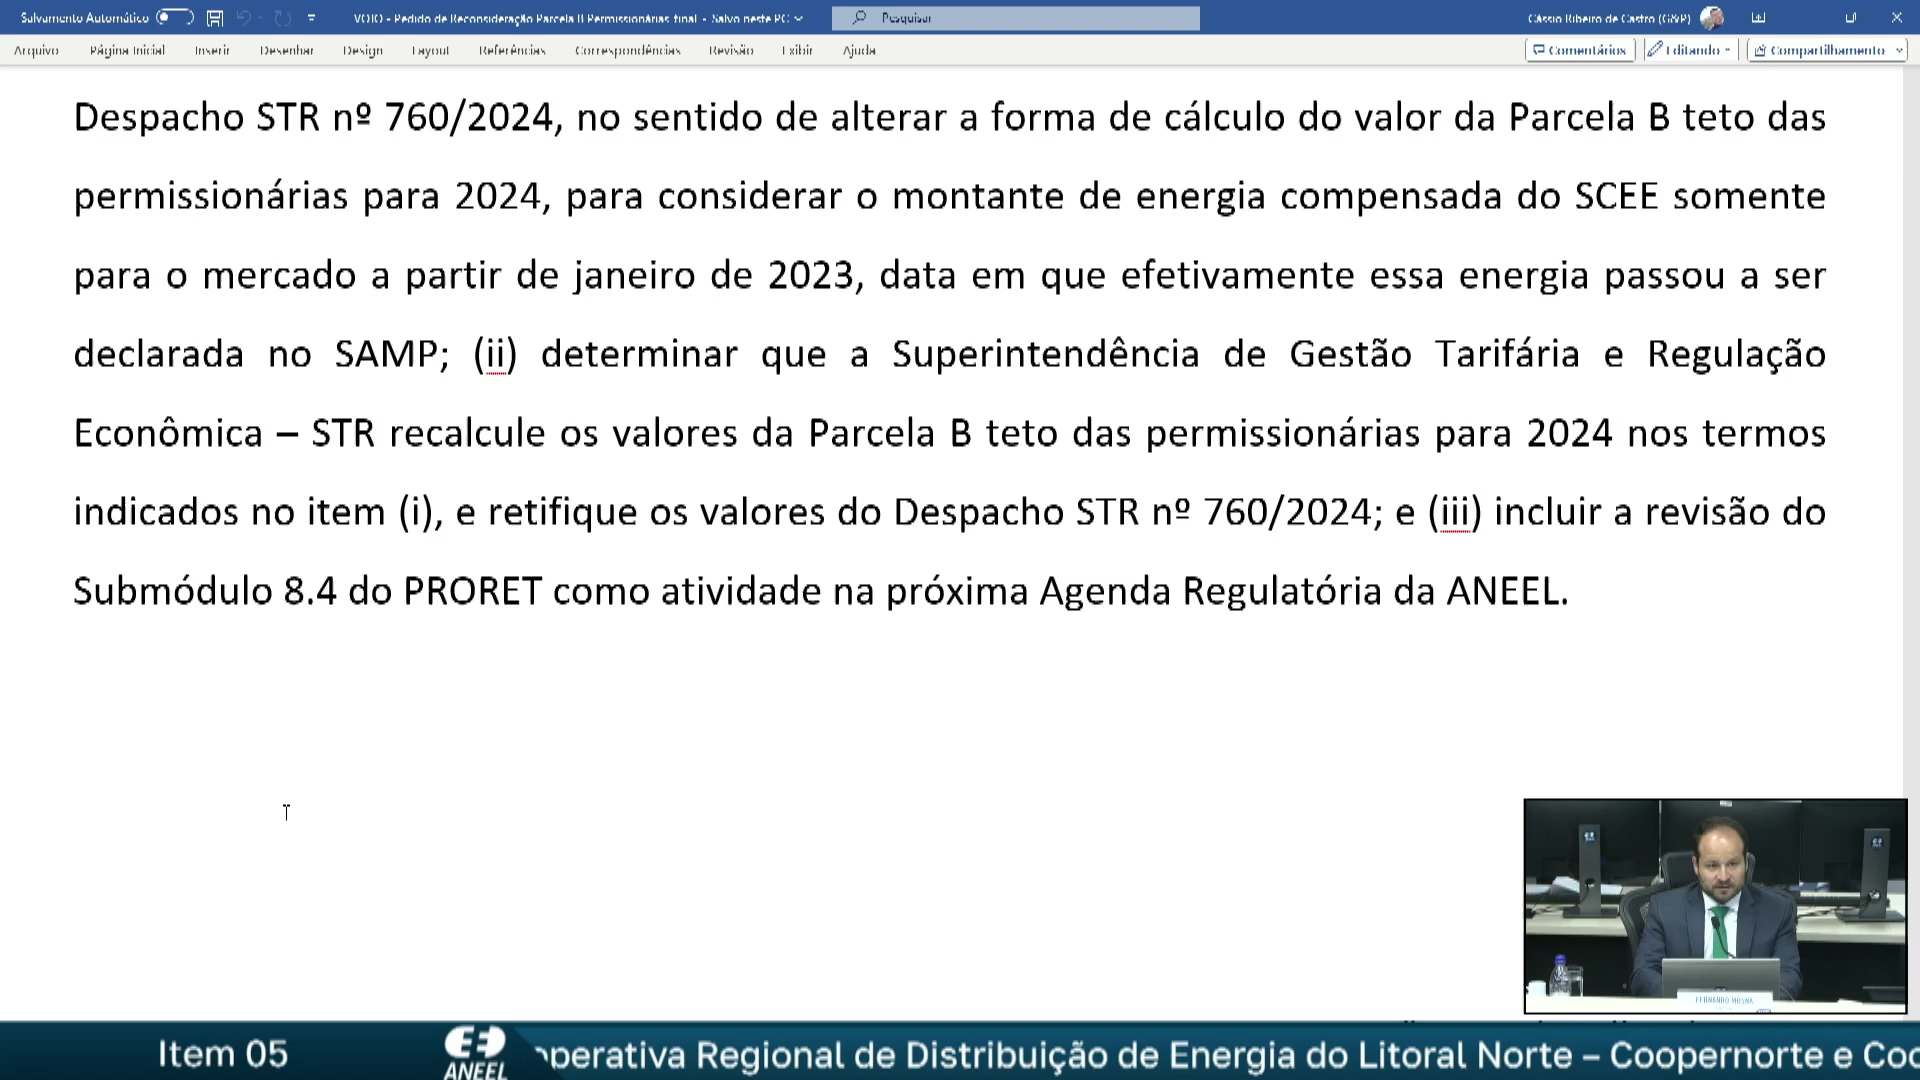 Salvamento Automático
VOTO - Pedido de Reconsideração Parcela B Permissionárias final - Salvo neste PC
Pesquisar
Cássio Ribeiro de Castro (G&P)
Arquivo Página Inicial Inserir Desenhar Design Layout Referências Correspondências Revisão Exibir Ajuda
Comentários Editando Compartilhamento
Despacho STR nº 760/2024, no sentido de alterar a forma de cálculo do valor da Parcela B teto das
permissionárias para 2024, para considerar o montante de energia compensada do SCEE somente
para o mercado a partir de janeiro de 2023, data em que efetivamente essa energia passou a ser
declarada no SAMP; (ii) determinar que a Superintendência de Gestão Tarifária e Regulação
Econômica – STR recalcule os valores da Parcela B teto das permissionárias para 2024 nos termos
indicados no item (i), e retifique os valores do Despacho STR nº 760/2024; e (iii) incluir a revisão do
Submódulo 8.4 do PRORET como atividade na próxima Agenda Regulatória da ANEEL.
FERNANDO MOSNA
Item 05
ANEEL
operativa Regional de Distribuição de Energia do Litoral Norte – Coopernorte e Coo